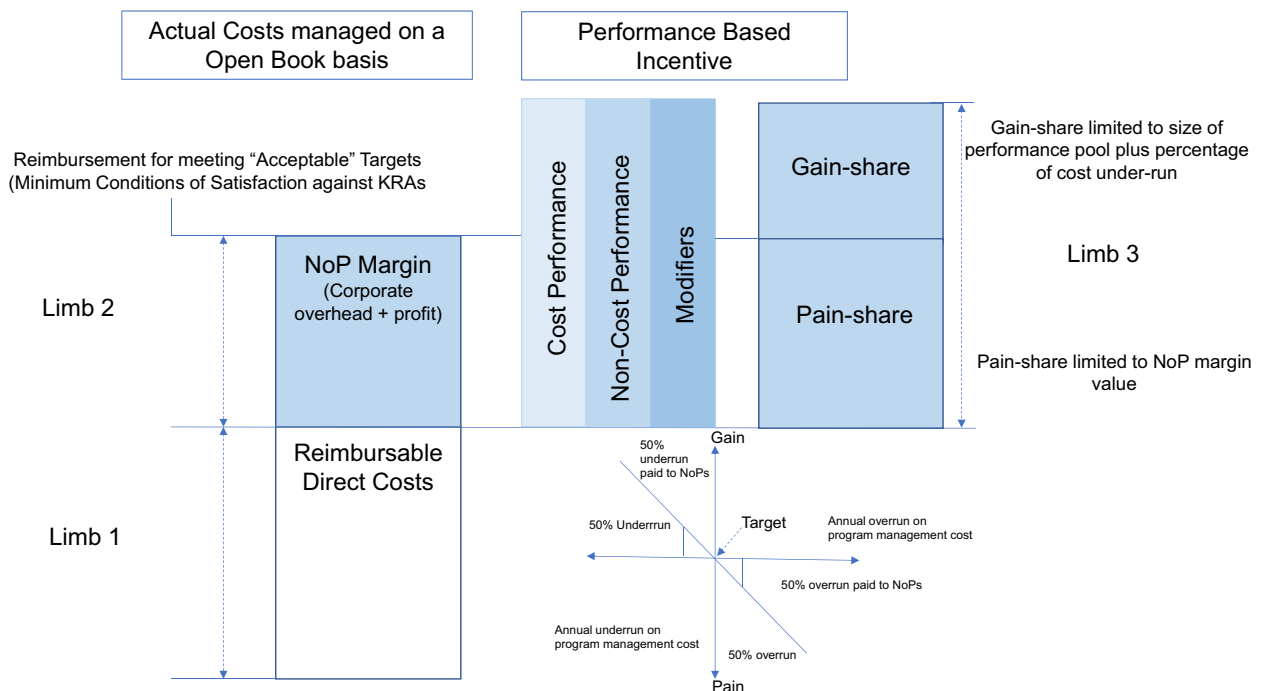 Actual Costs managed on a
Open Book basis
Performance Based
Incentive
Reimbursement for meeting “Acceptable” Targets
(Minimum Conditions of Satisfaction against KRAs
Limb 2
NoP Margin
(Corporate
overhead + profit)
Cost Performance
Non-Cost Performance
Modifiers
Gain-share
Pain-share
Gain-share limited to size of
performance pool plus percentage
of cost under-run
Limb 3
Pain-share limited to NoP margin
value
Limb 1
Reimbursable
Direct Costs
Gain
50%
underrun
paid to NoPs
50% Underrrun
Target
Annual overrun on
program management cost
50% overrun paid to NoPs
Annual underrun on
program management cost
50% overrun
Pain